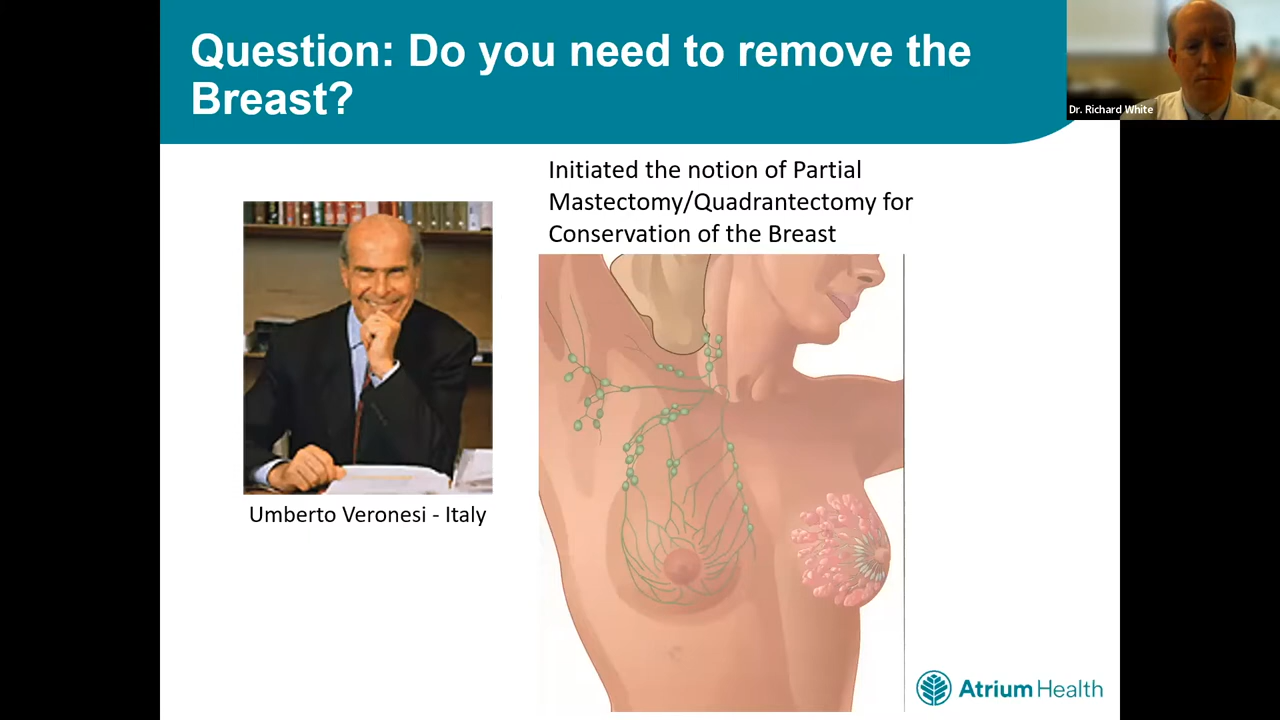 Question: Do you need to remove the
Breast?
Dr. Richard White
Initiated the notion of Partial
Mastectomy/Quadrantectomy for
Conservation of the Breast
Umberto Veronesi - Italy
Atrium Health